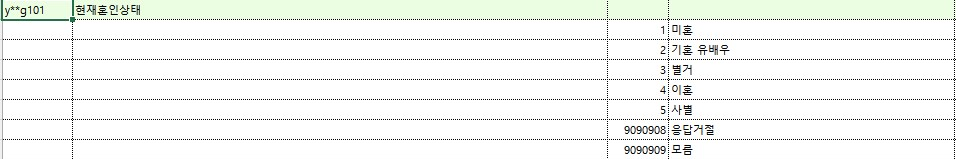 y**g101 현재혼인상태
1 미혼
2 기혼 유배우
3 별거
4 이혼
5 사별
9090908 응답거절
9090909 모름